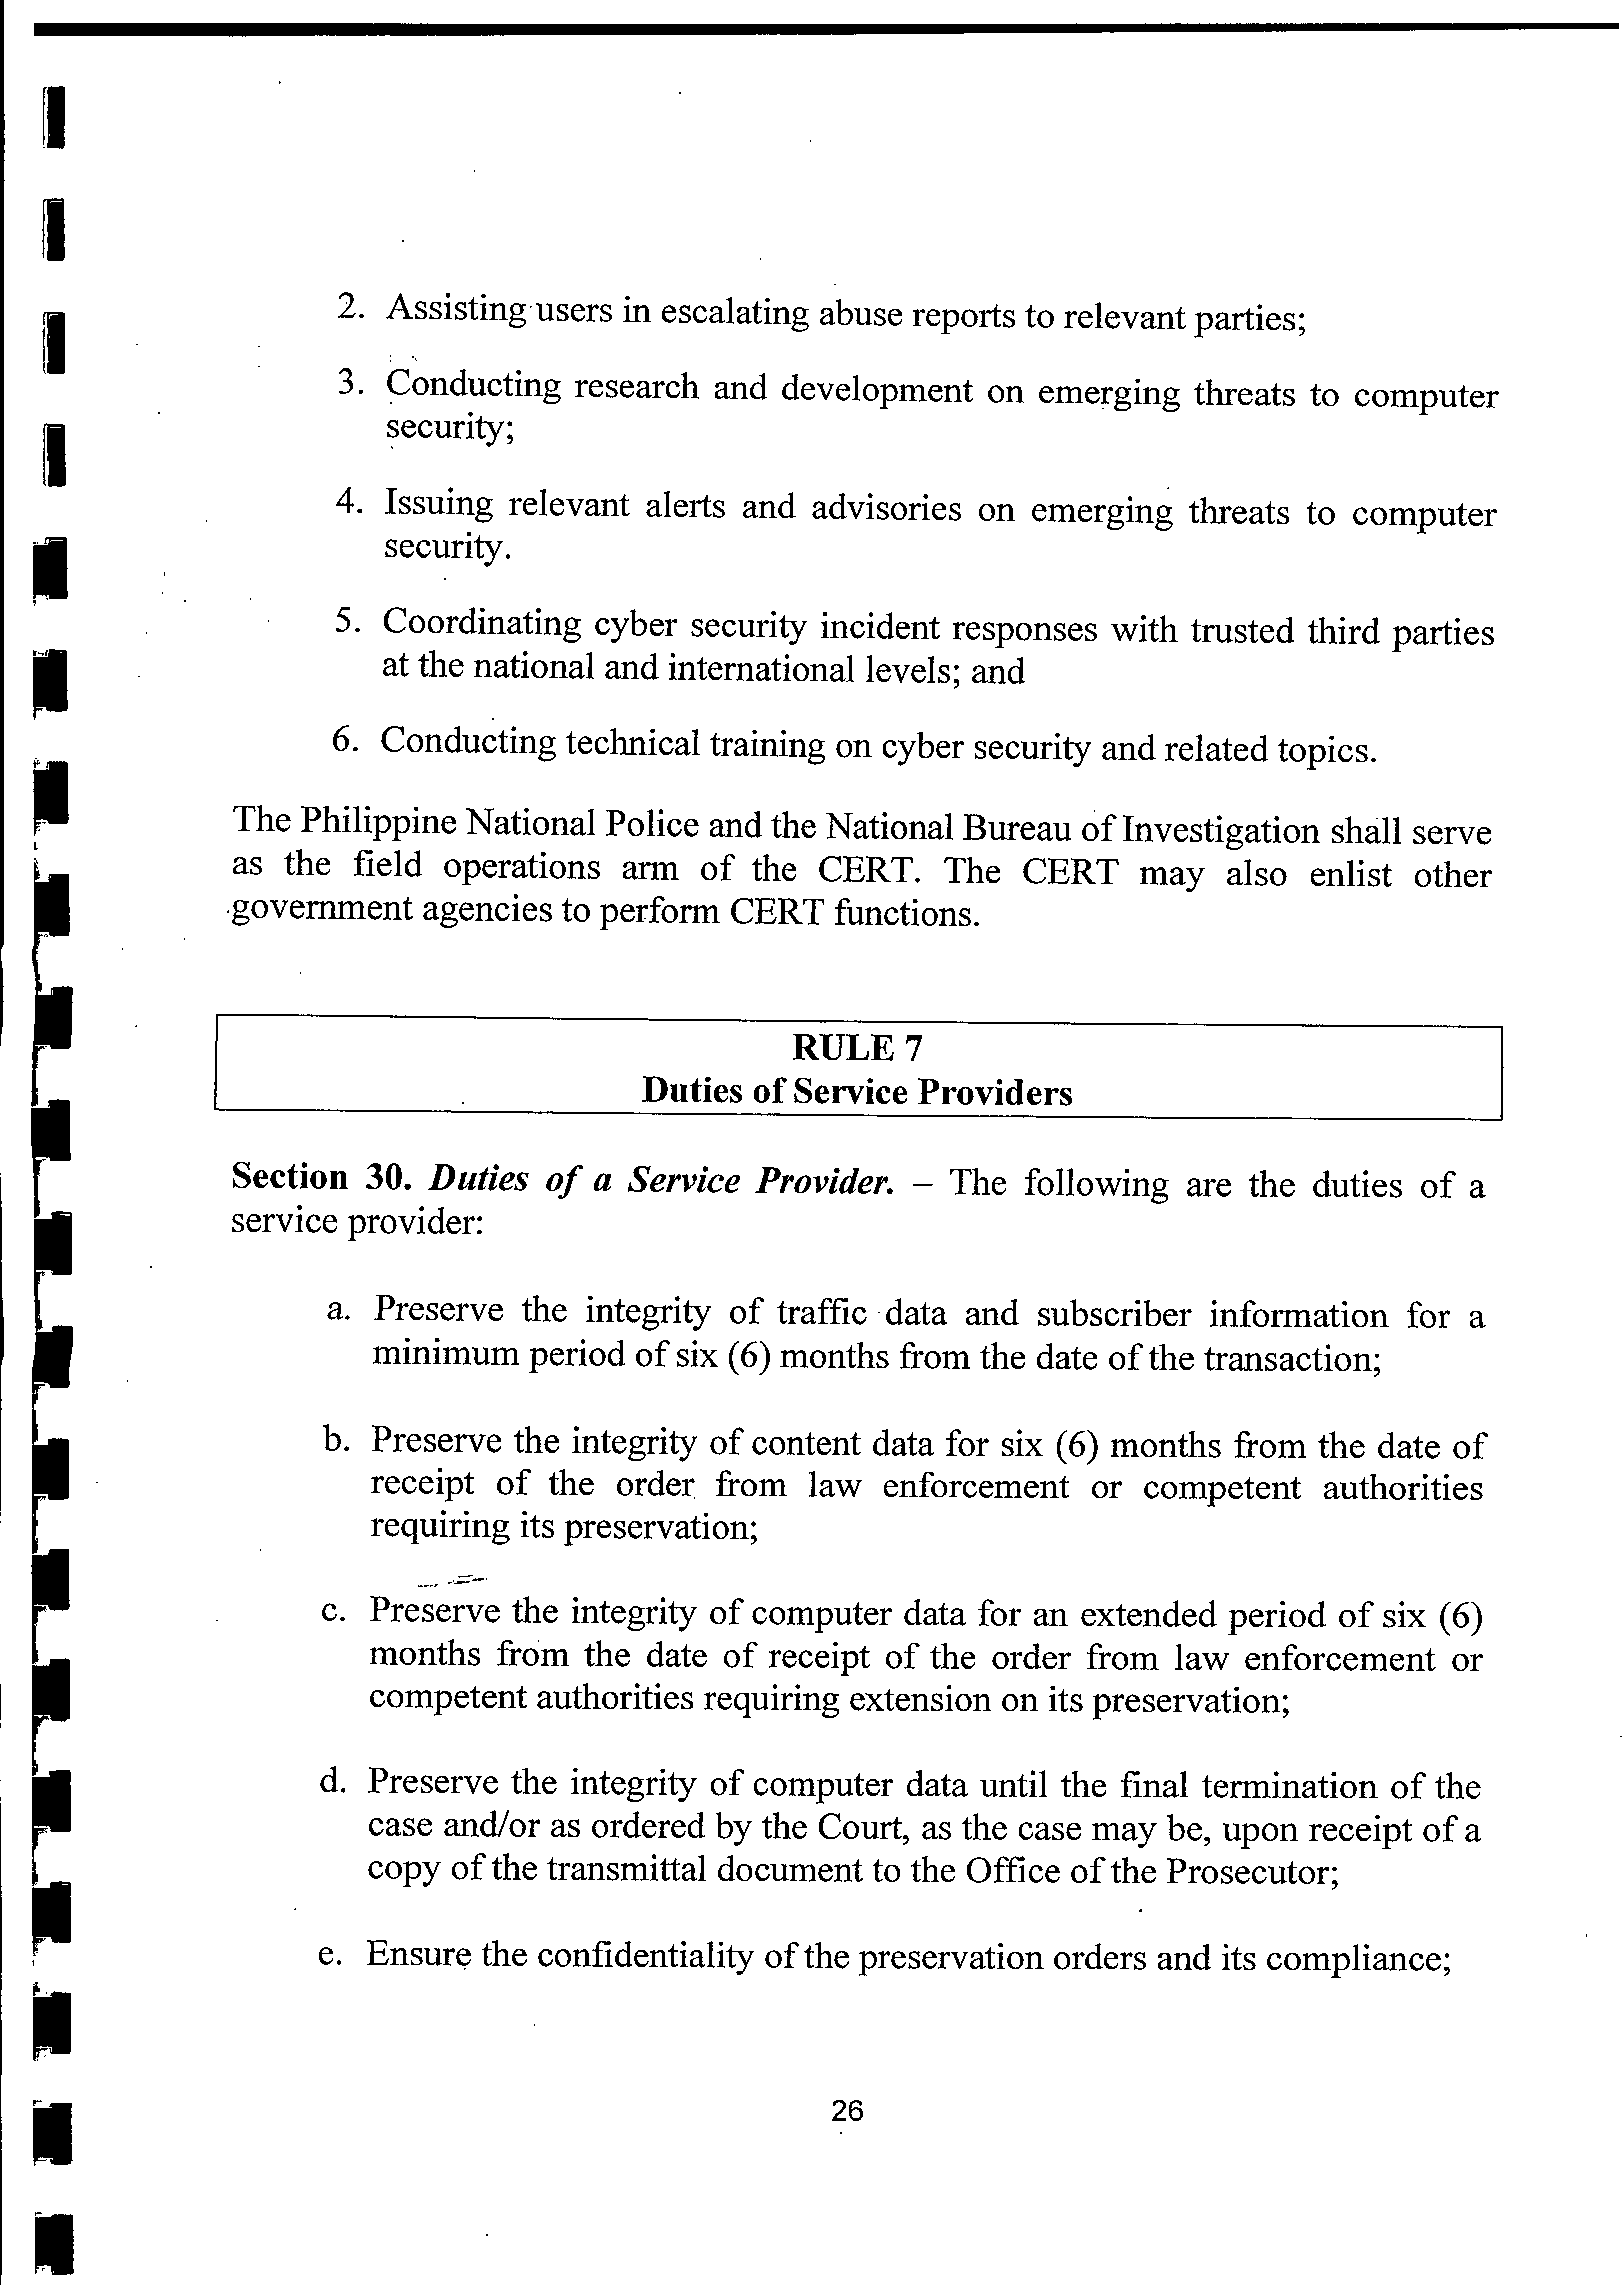 2. Assisting users in escalating abuse reports to relevant parties;
3. Conducting research and development on emerging threats to computer
security;
4. Issuing relevant alerts and advisories on emerging threats to computer
security.
5. Coordinating cyber security incident responses with trusted third parties
at the national and international levels; and
6. Conducting technical training on cyber security and related topics.
The Philippine National Police and the National Bureau of Investigation shall serve
as the field operations arm of the CERT. The CERT may also enlist other
government agencies to perform CERT functions.
RULE 7
Duties of Service Providers
Section 30. Duties of a Service Provider. – The following are the duties of a
service provider:
a. Preserve the integrity of traffic data and subscriber information for a
minimum period of six (6) months from the date of the transaction;
b. Preserve the integrity of content data for six (6) months from the date of
receipt of the order from law enforcement or competent authorities
requiring its preservation;
c. Preserve the integrity of computer data for an extended period of six (6)
months from the date of receipt of the order from law enforcement or
competent authorities requiring extension on its preservation;
d. Preserve the integrity of computer data until the final termination of the
case and/or as ordered by the Court, as the case may be, upon receipt of a
copy of the transmittal document to the Office of the Prosecutor;
e. Ensure the confidentiality of the preservation orders and its compliance;
26